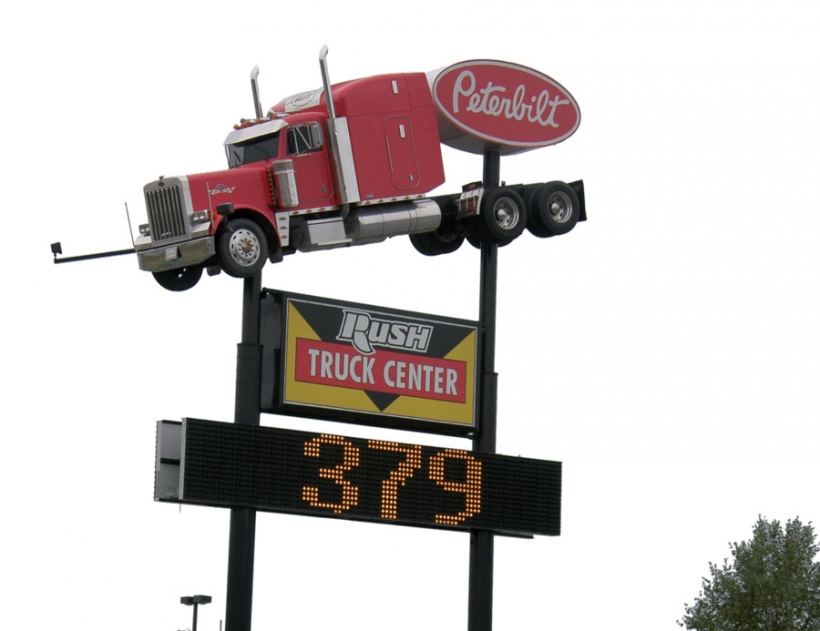 Peterbilt
RUSH
TRUCK CENTER
379